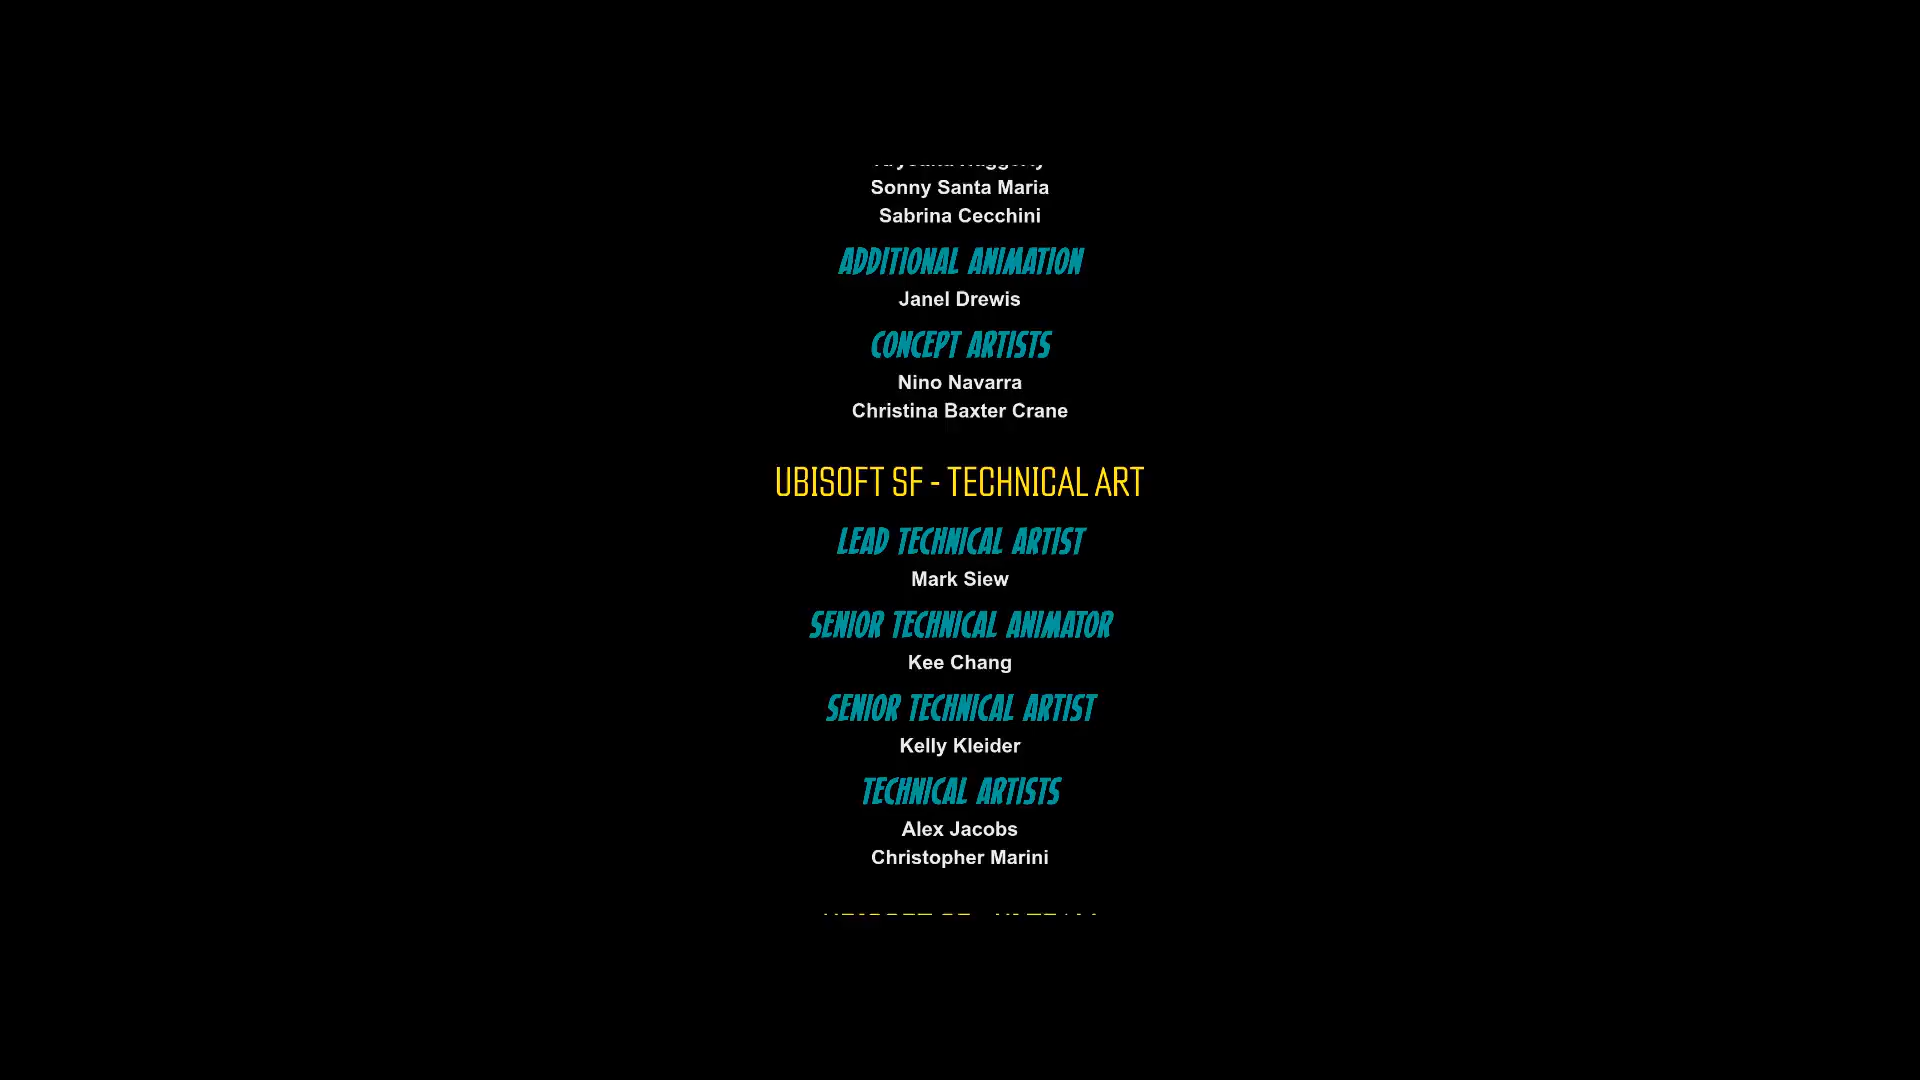 Sonny Santa Maria
Sabrina Cecchini
ADDITIONAL ANIMATION
Janel Drewis
CONCEPT ARTISTS
Nino Navarra
Christina Baxter Crane
UBISOFT SF - TECHNICAL ART
LEAD TECHNICAL ARTIST
Mark Siew
SENIOR TECHNICAL ANIMATOR
Kee Chang
SENIOR TECHNICAL ARTIST
Kelly Kleider
TECHNICAL ARTISTS
Alex Jacobs
Christopher Marini